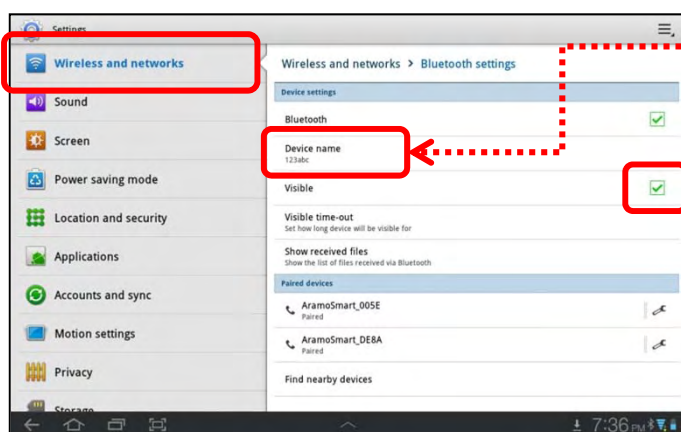 Settings
Wireless and networks
Sound
Screen
Power saving mode
Location and security
Applications
Accounts and sync
Motion settings
Privacy
Storage
Wireless and networks > Bluetooth settings
Device settings
Bluetooth
Device name
123abc
Visible
Visible time-out
Set how long device will be visible for
Show received files
Show the list of files received via Bluetooth
Paired devices
AramoSmart_005E
Paired
AramoSmart_DE8A
Paired
Find nearby devices
7:36 PM